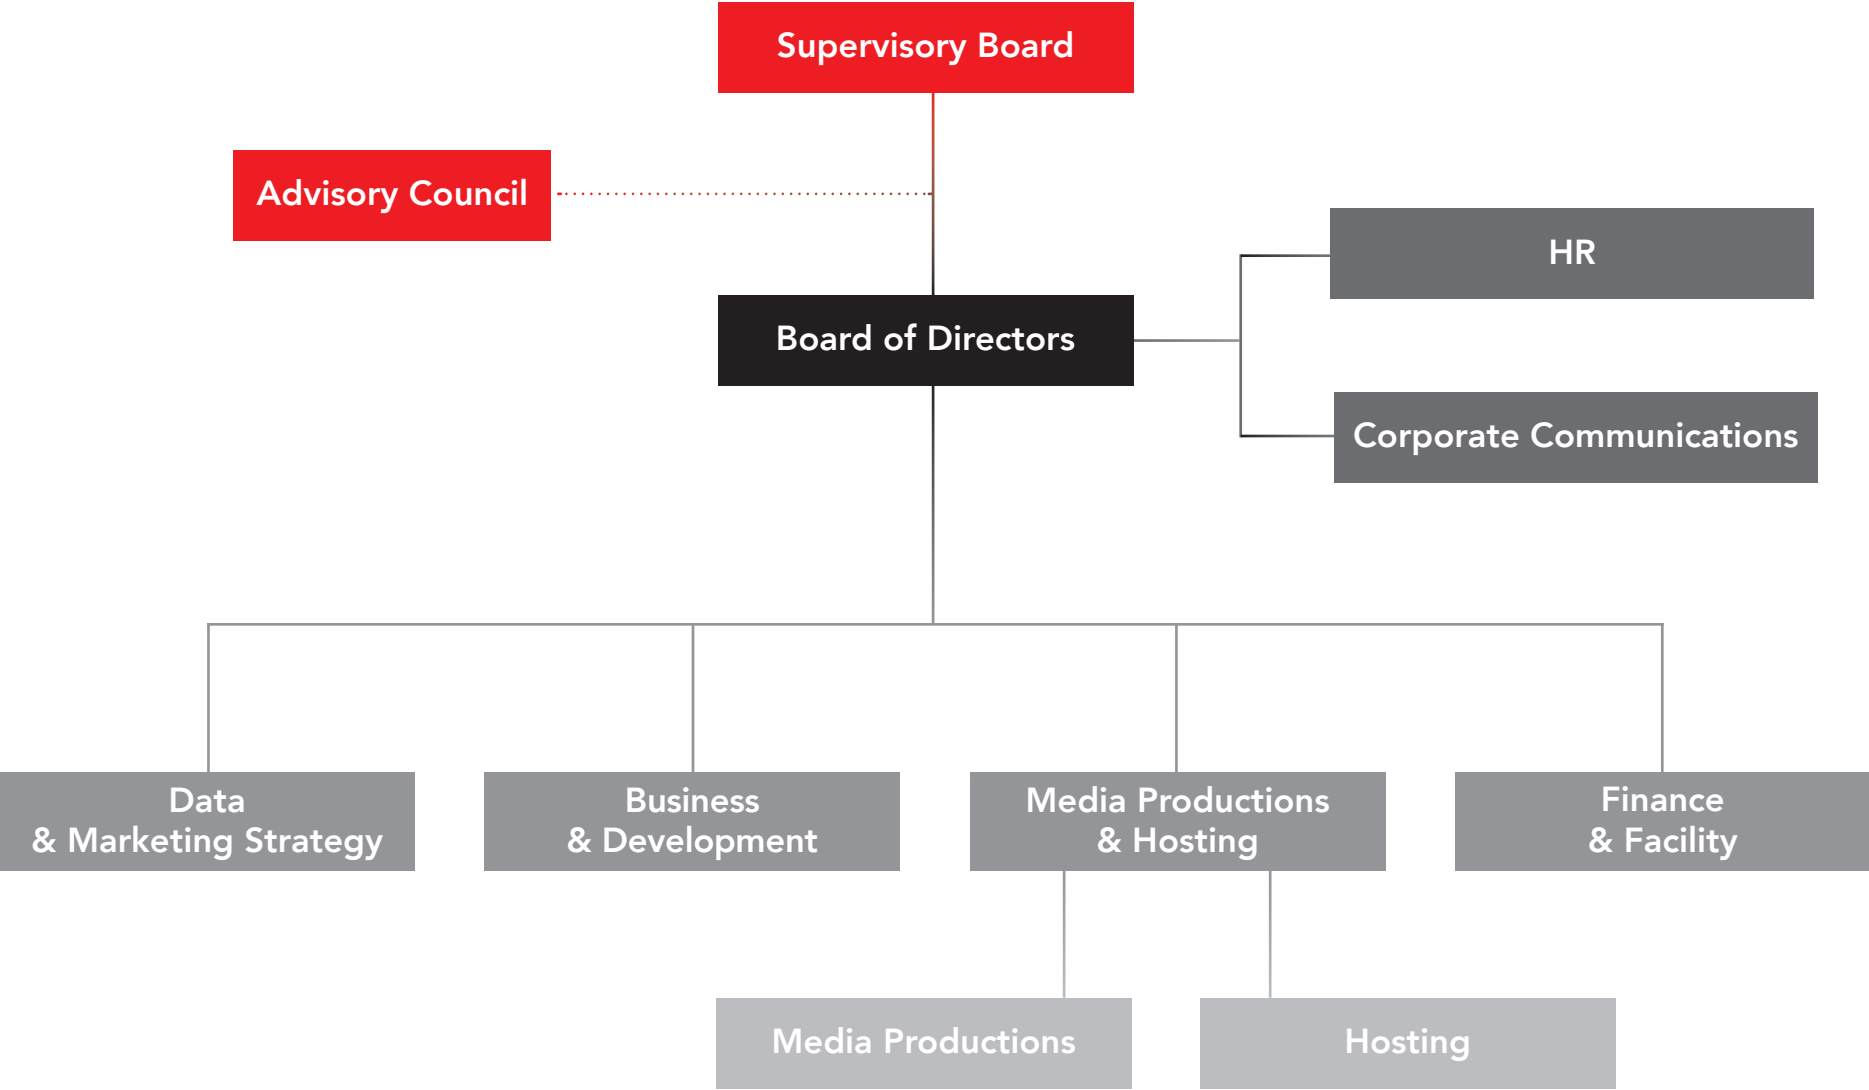 Supervisory Board
Advisory Council
HR
Board of Directors
Corporate Communications
Data
& Marketing Strategy
Business
& Development
Media Productions
& Hosting
Finance
& Facility
Media Productions
Hosting